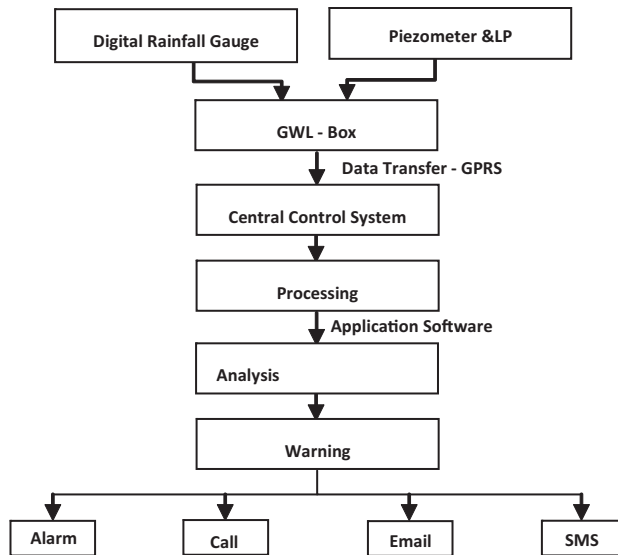 Digital Rainfall Gauge
Piezometer &LP
GWL - Box
Data Transfer - GPRS
Central Control System
Processing
Application Software
Analysis
Warning
Alarm
Call
Email
SMS